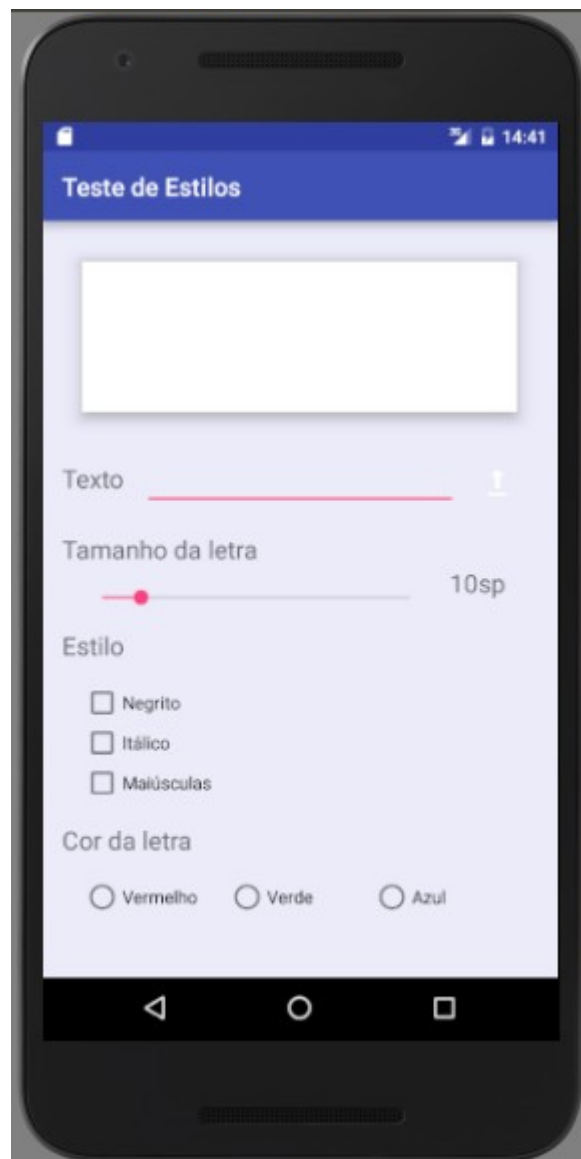 14:41
Teste de Estilos
Texto
Tamanho da letra
10sp
Estilo
Negrito
Itálico
Maiúsculas
Cor da letra
Vermelho Verde Azul